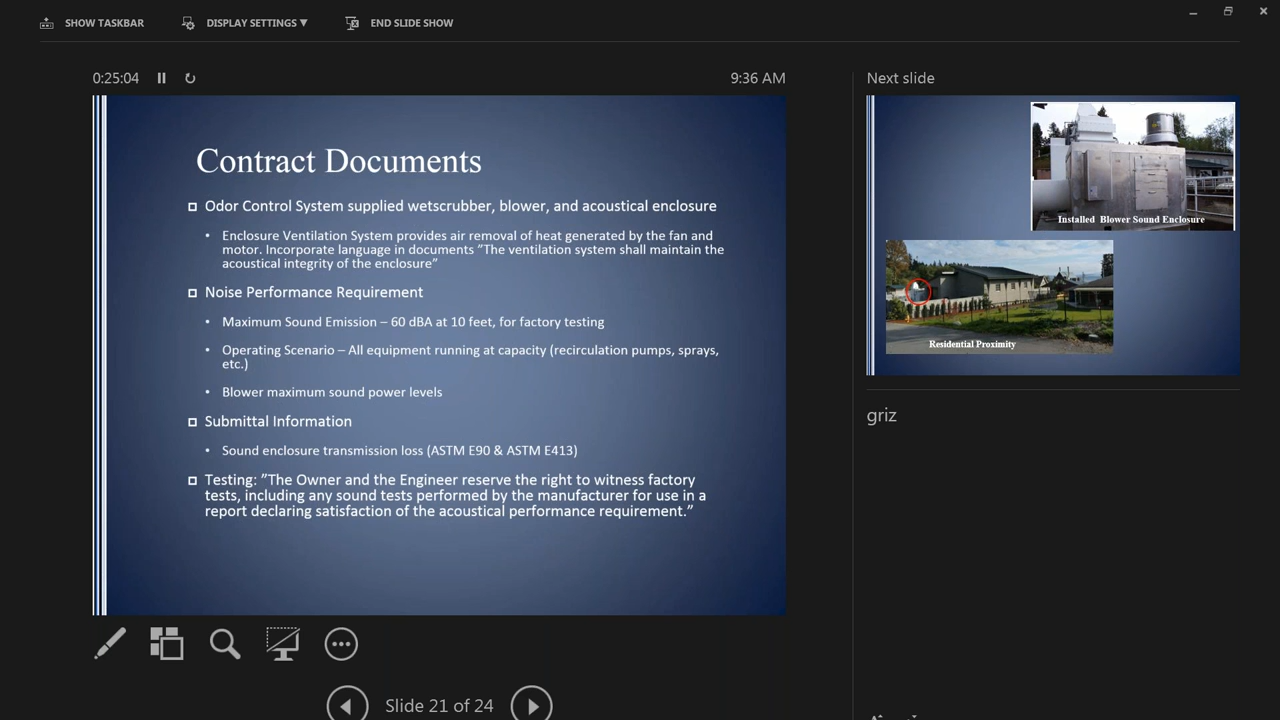 SHOW TASKBAR
DISPLAY SETTINGS ▼
END SLIDE SHOW
0:25:04
9:36 AM
Contract Documents
Odor Control System supplied wetscrubber, blower, and acoustical enclosure
• Enclosure Ventilation System provides air removal of heat generated by the fan and
motor. Incorporate language in documents ”The ventilation system shall maintain the
acoustical integrity of the enclosure”
Noise Performance Requirement
• Maximum Sound Emission – 60 dBA at 10 feet, for factory testing
• Operating Scenario – All equipment running at capacity (recirculation pumps, sprays,
etc.)
• Blower maximum sound power levels
Submittal Information
• Sound enclosure transmission loss (ASTM E90 & ASTM E413)
Testing: ”The Owner and the Engineer reserve the right to witness factory
tests, including any sound tests performed by the manufacturer for use in a
report declaring satisfaction of the acoustical performance requirement.”
Slide 21 of 24
Next slide
Installed Blower Sound Enclosure
Residential Proximity
griz